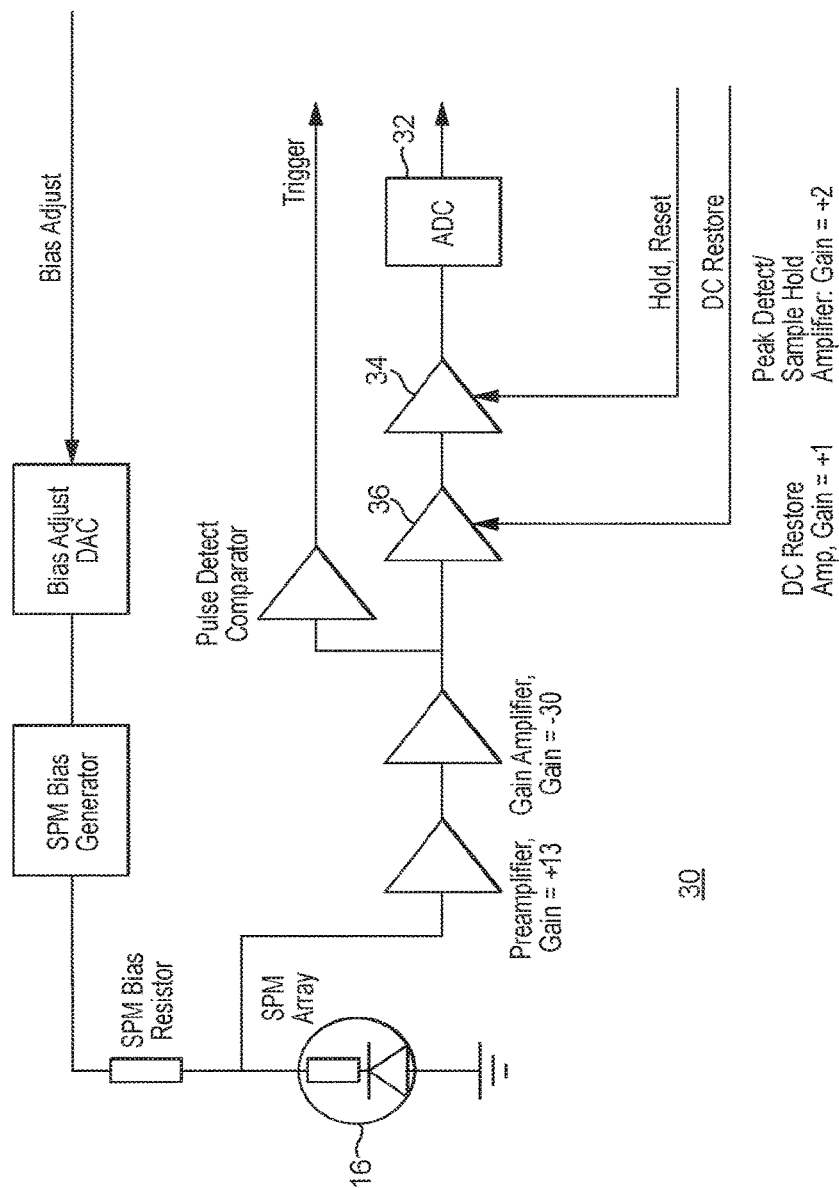 Bias Adjust
Bias Adjust
DAC
SPM Bias
Generator
SPM Bias
Resistor
SPM
Array
16
Pulse Detect
Comparator
Trigger
Preamplifier,
Gain = +13
Gain Amplifier,
Gain = -30
36
34
ADC
32
Hold, Reset
DC Restore
DC Restore
Amp, Gain = +1
Peak Detect/
Sample Hold
Amplifier. Gain = +2
30